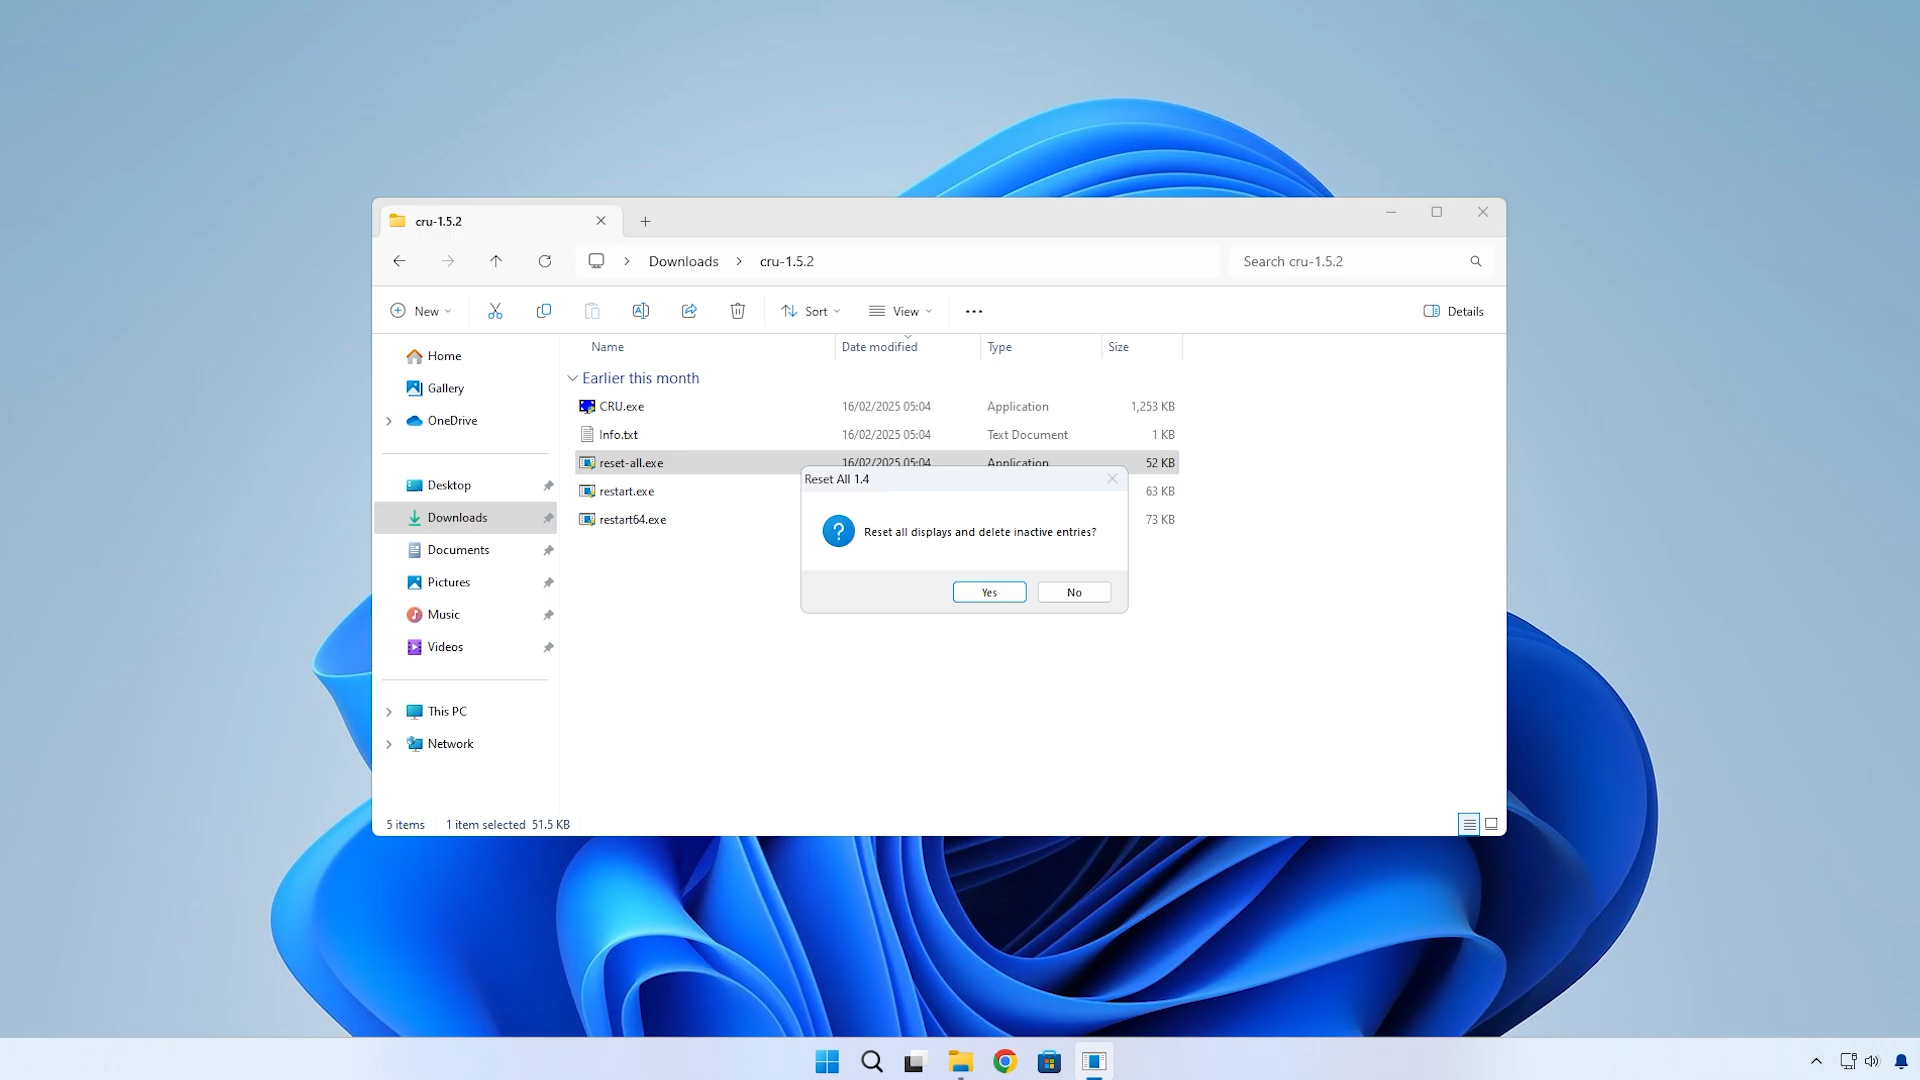 cru-1.5.2
Downloads > cru-1.5.2
Search cru-1.5.2
New
Sort
View
Details
Name Date modified Type Size
Earlier this month
CRU.exe 16/02/2025 05:04 Application 1,253 KB
Info.txt 16/02/2025 05:04 Text Document 1 KB
reset-all.exe 16/02/2025 05:04 Application 52 KB
restart.exe 63 KB
restart64.exe 73 KB
Home
Gallery
OneDrive
Desktop
Downloads
Documents
Pictures
Music
Videos
This PC
Network
Reset All 1.4
Reset all displays and delete inactive entries?
Yes No
5 items 1 item selected 51.5 KB